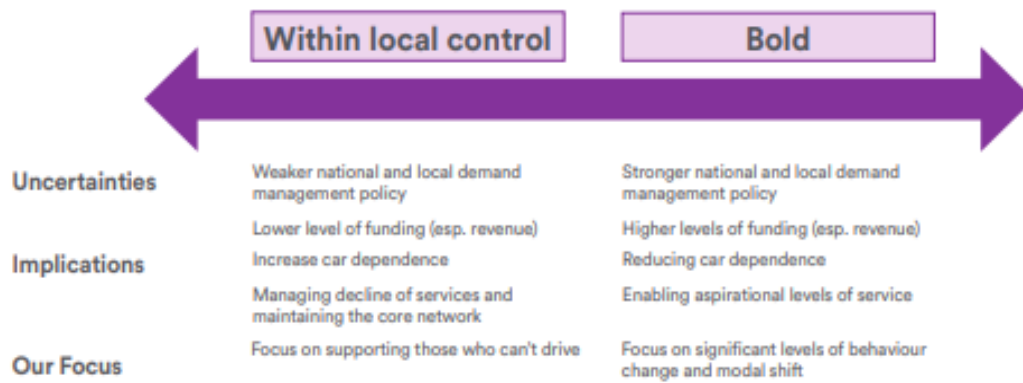 Within local control
Bold
Uncertainties
Weaker national and local demand
management policy
Stronger national and local demand
management policy
Lower level of funding (esp. revenue)
Higher levels of funding (esp. revenue)
Implications
Increase car dependence
Reducing car dependence
Managing decline of services and
maintaining the core network
Enabling aspirational levels of service
Our Focus
Focus on supporting those who can't drive
Focus on significant levels of behaviour
change and modal shift